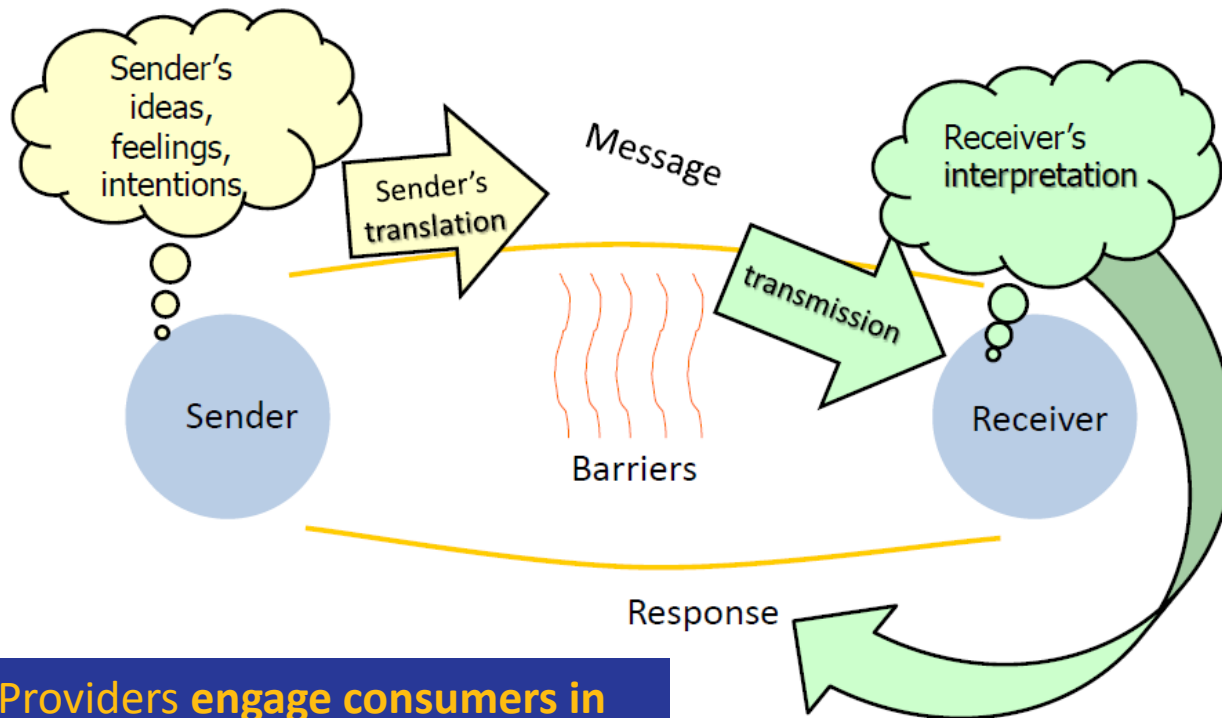 Sender's
ideas,
feelings,
intentions
Sender's
translation
Message
transmission
Receiver's
interpretation
Sender
Barriers
Receiver
Response
Providers engage consumers in